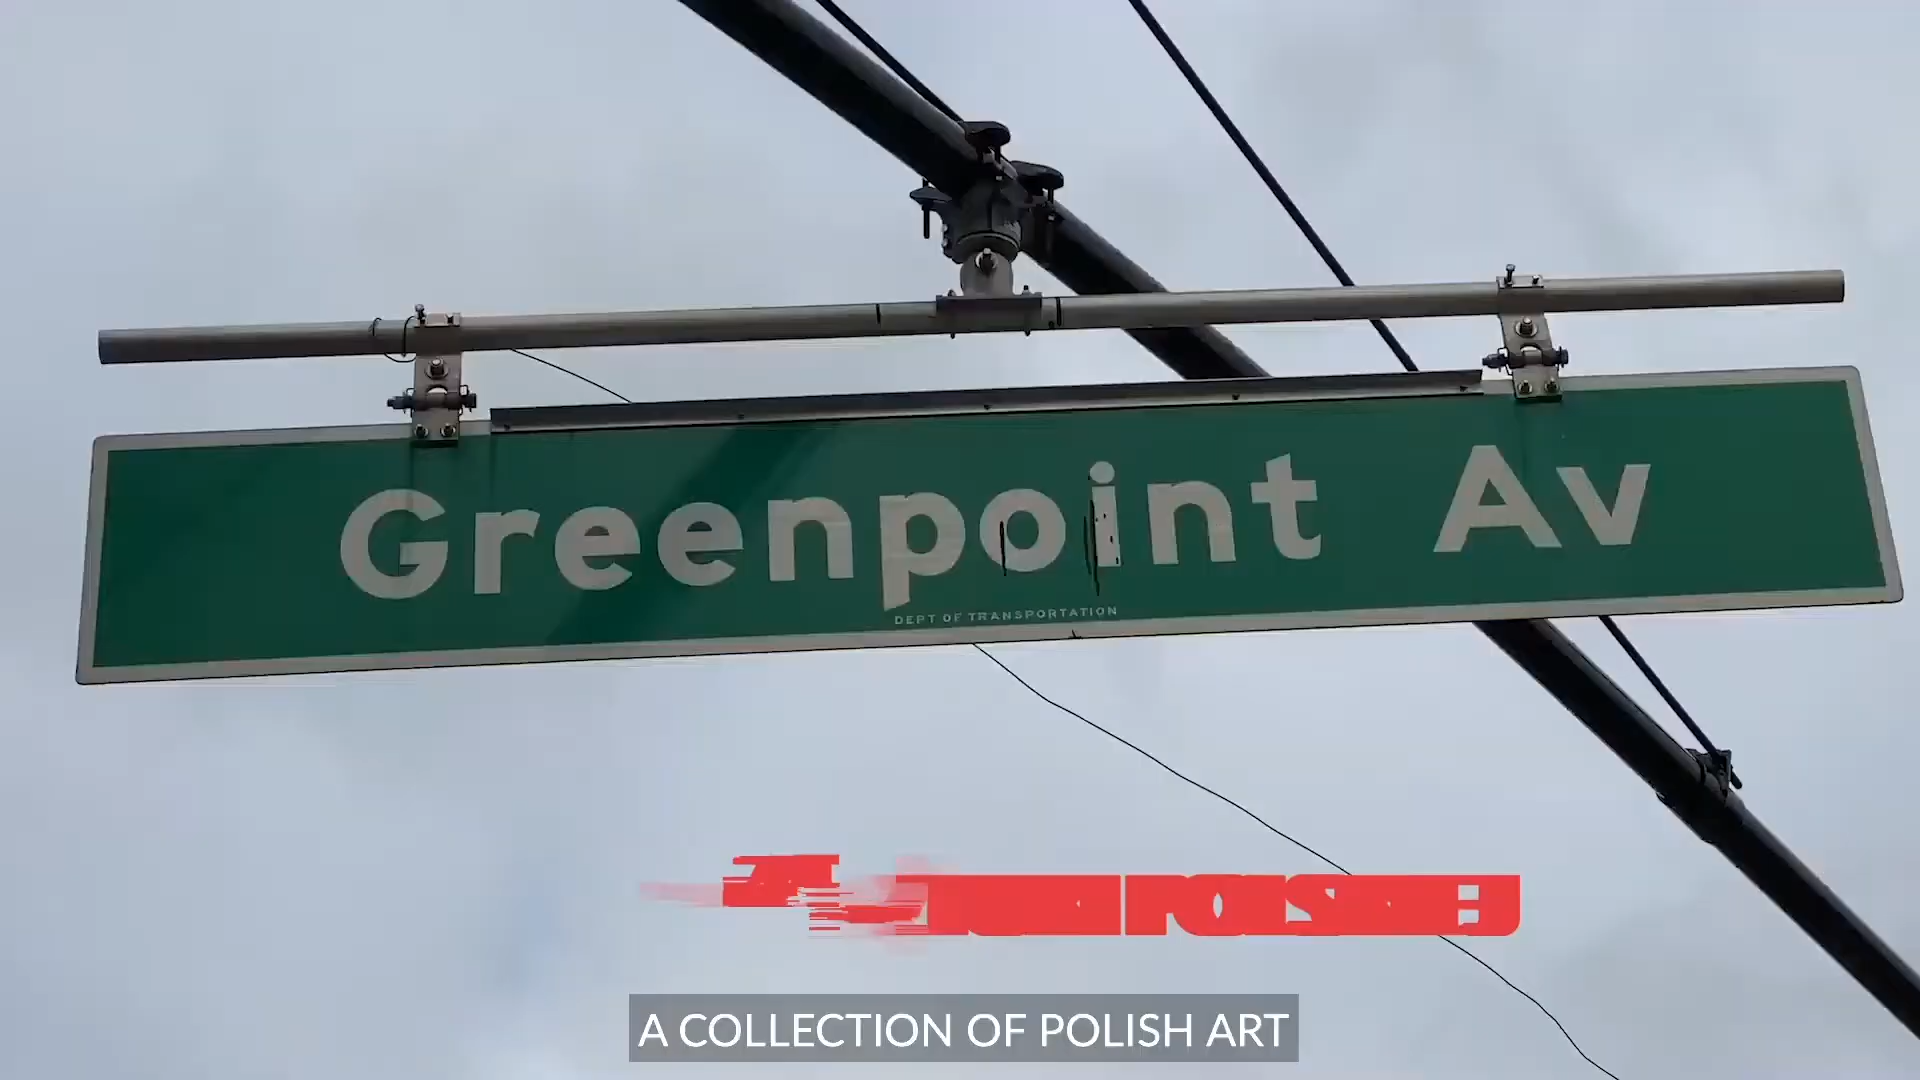 Greenpoint Av
DEPT OF TRANSPORTATION
A COLLECTION OF POLISH ART